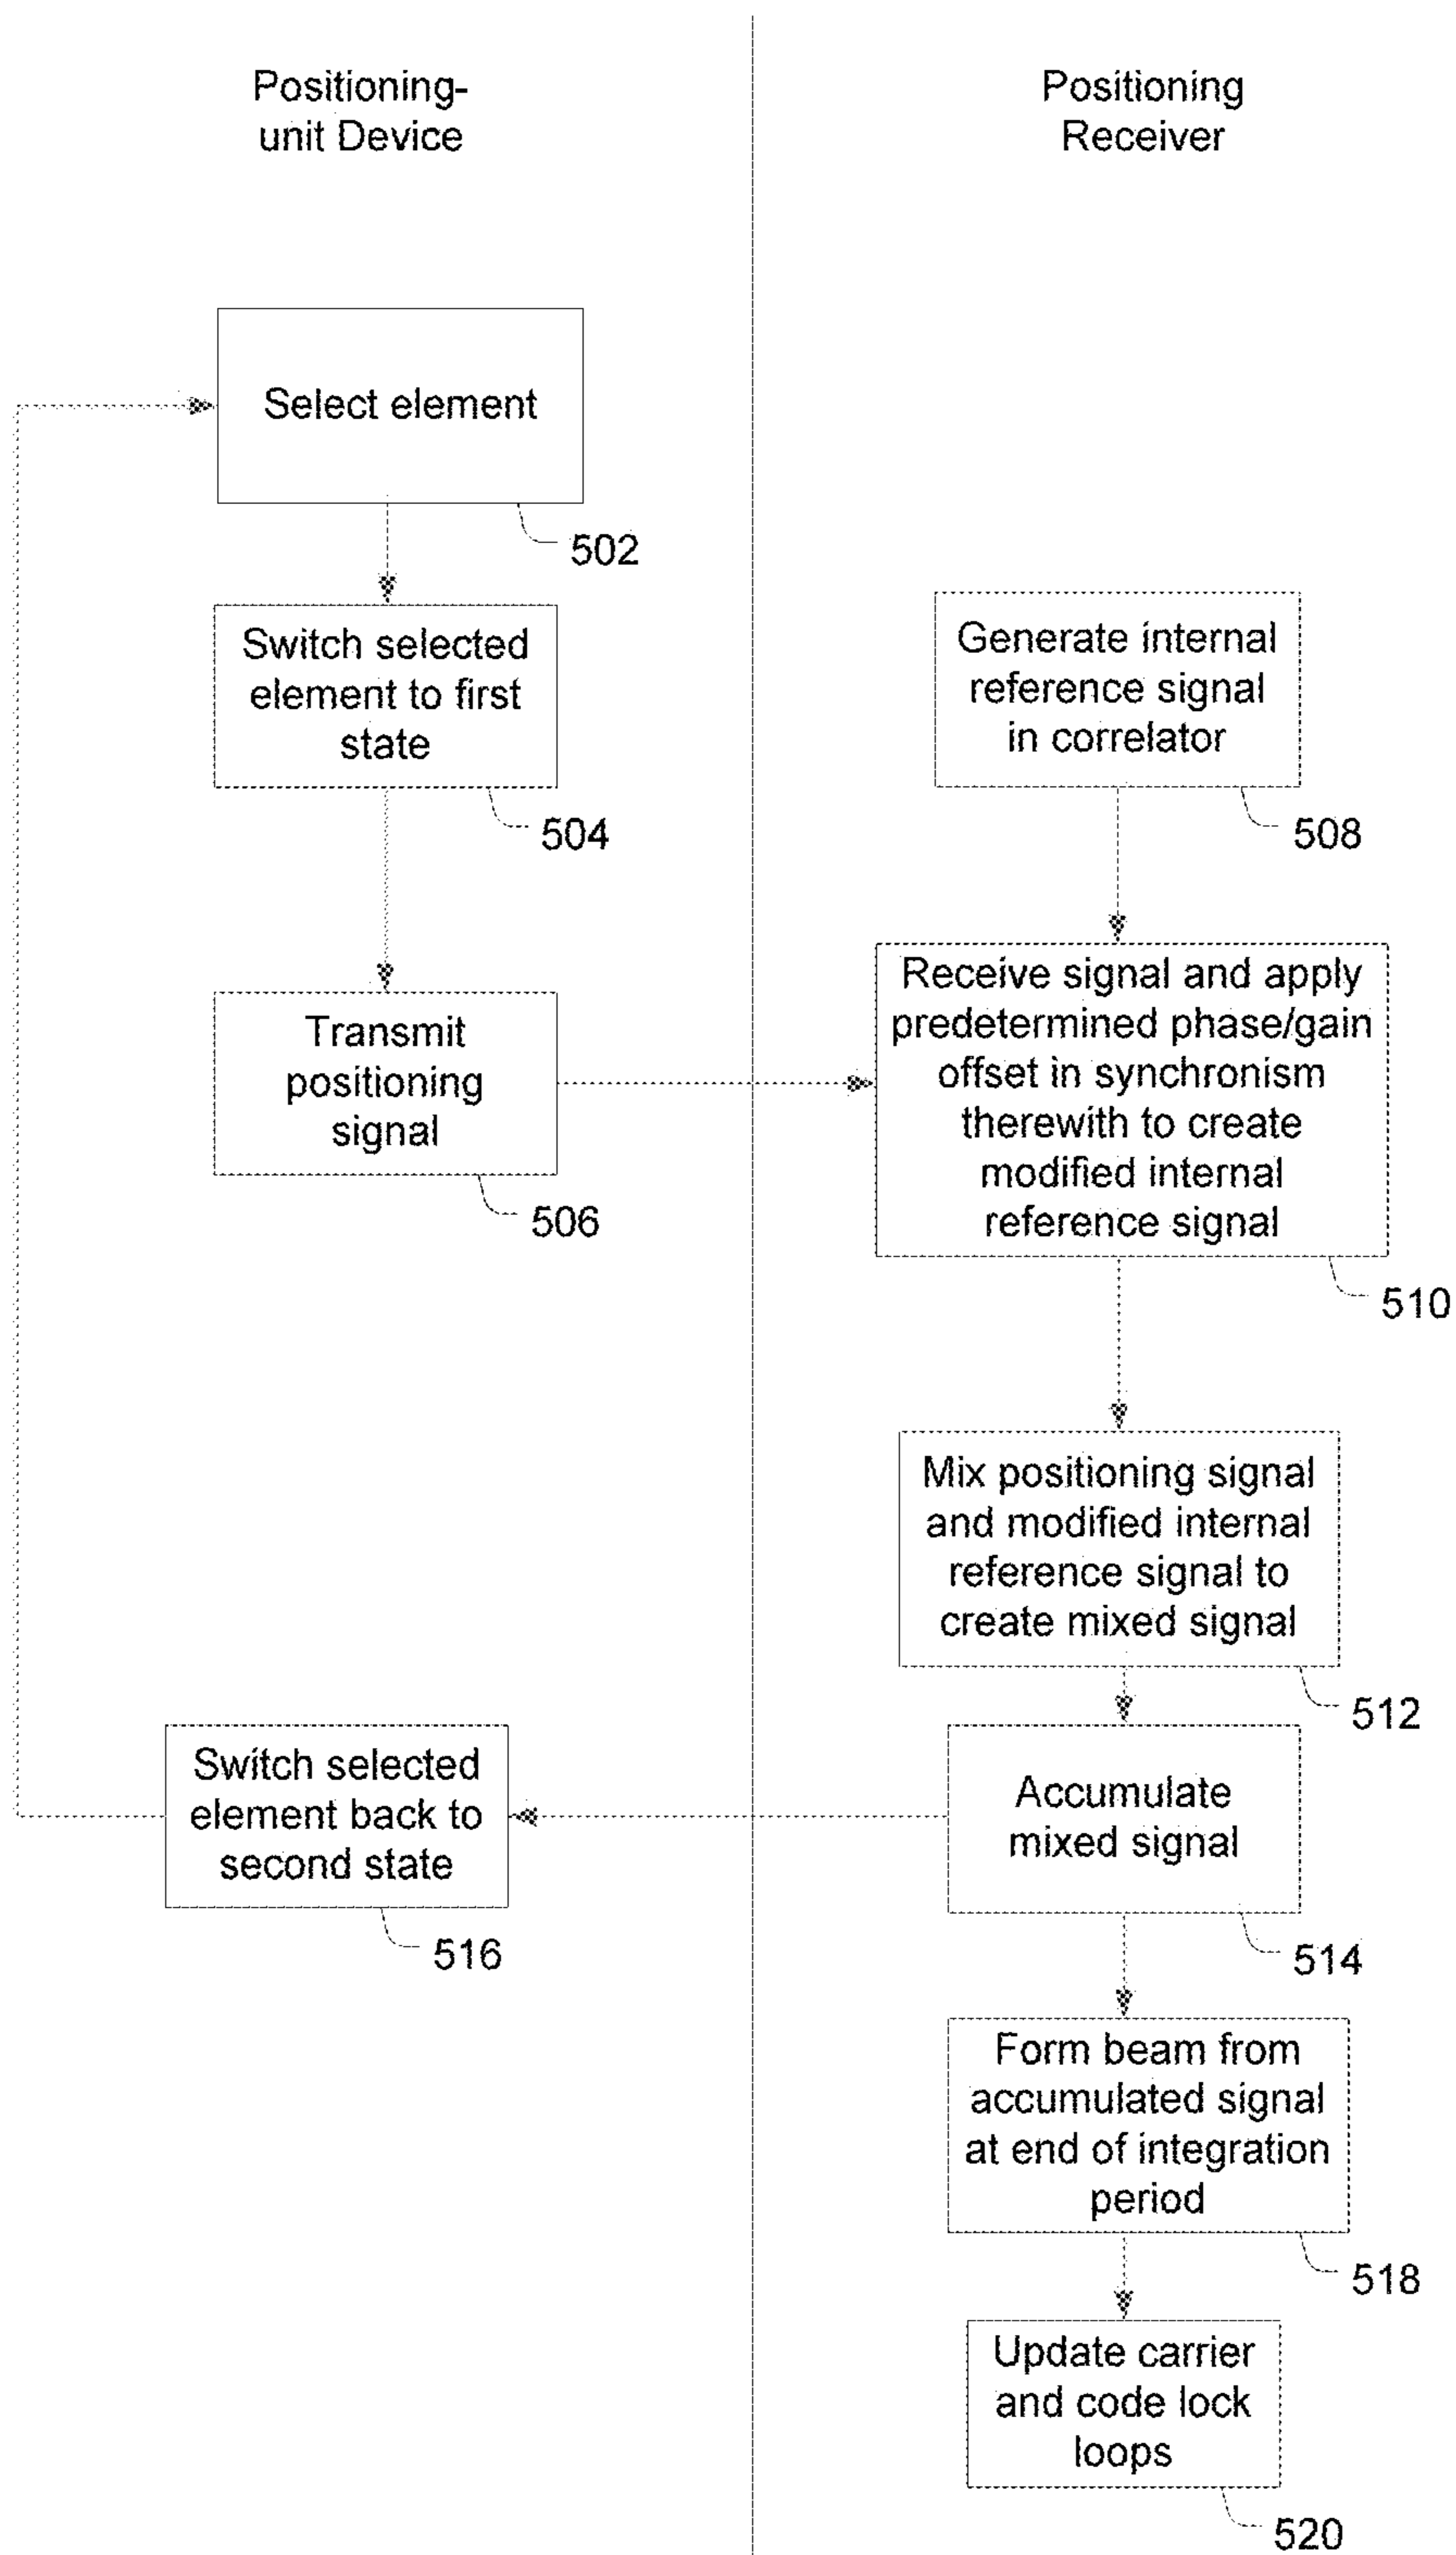 Positioning-
unit Device
Positioning
Receiver
Select element
502
Switch selected
element to first
state
504
Generate internal
reference signal
in correlator
508
Transmit
positioning
signal
506
Receive signal and apply
predetermined phase/gain
offset in synchronism
therewith to create
modified internal
reference signal
510
Mix positioning signal
and modified internal
reference signal to
create mixed signal
512
Accumulate
mixed signal
514
Switch selected
element back to
second state
516
Form beam from
accumulated signal
at end of integration
period
518
Update carrier
and code lock
loops
520